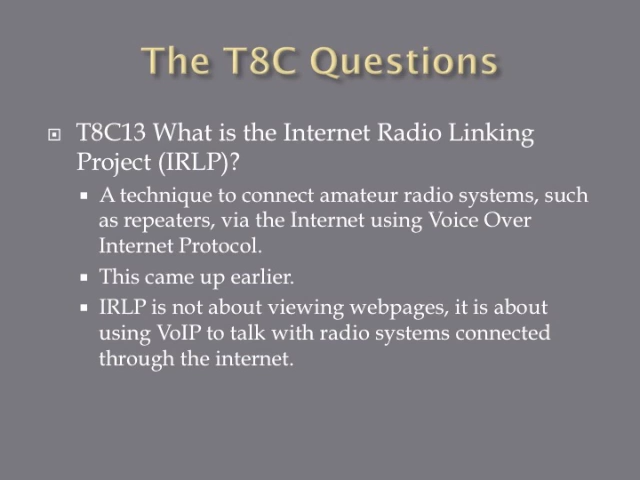 The T8C Questions
T8C13 What is the Internet Radio Linking
Project (IRLP)?
A technique to connect amateur radio systems, such
as repeaters, via the Internet using Voice Over
Internet Protocol.
This came up earlier.
IRLP is not about viewing webpages, it is about
using VoIP to talk with radio systems connected
through the internet.